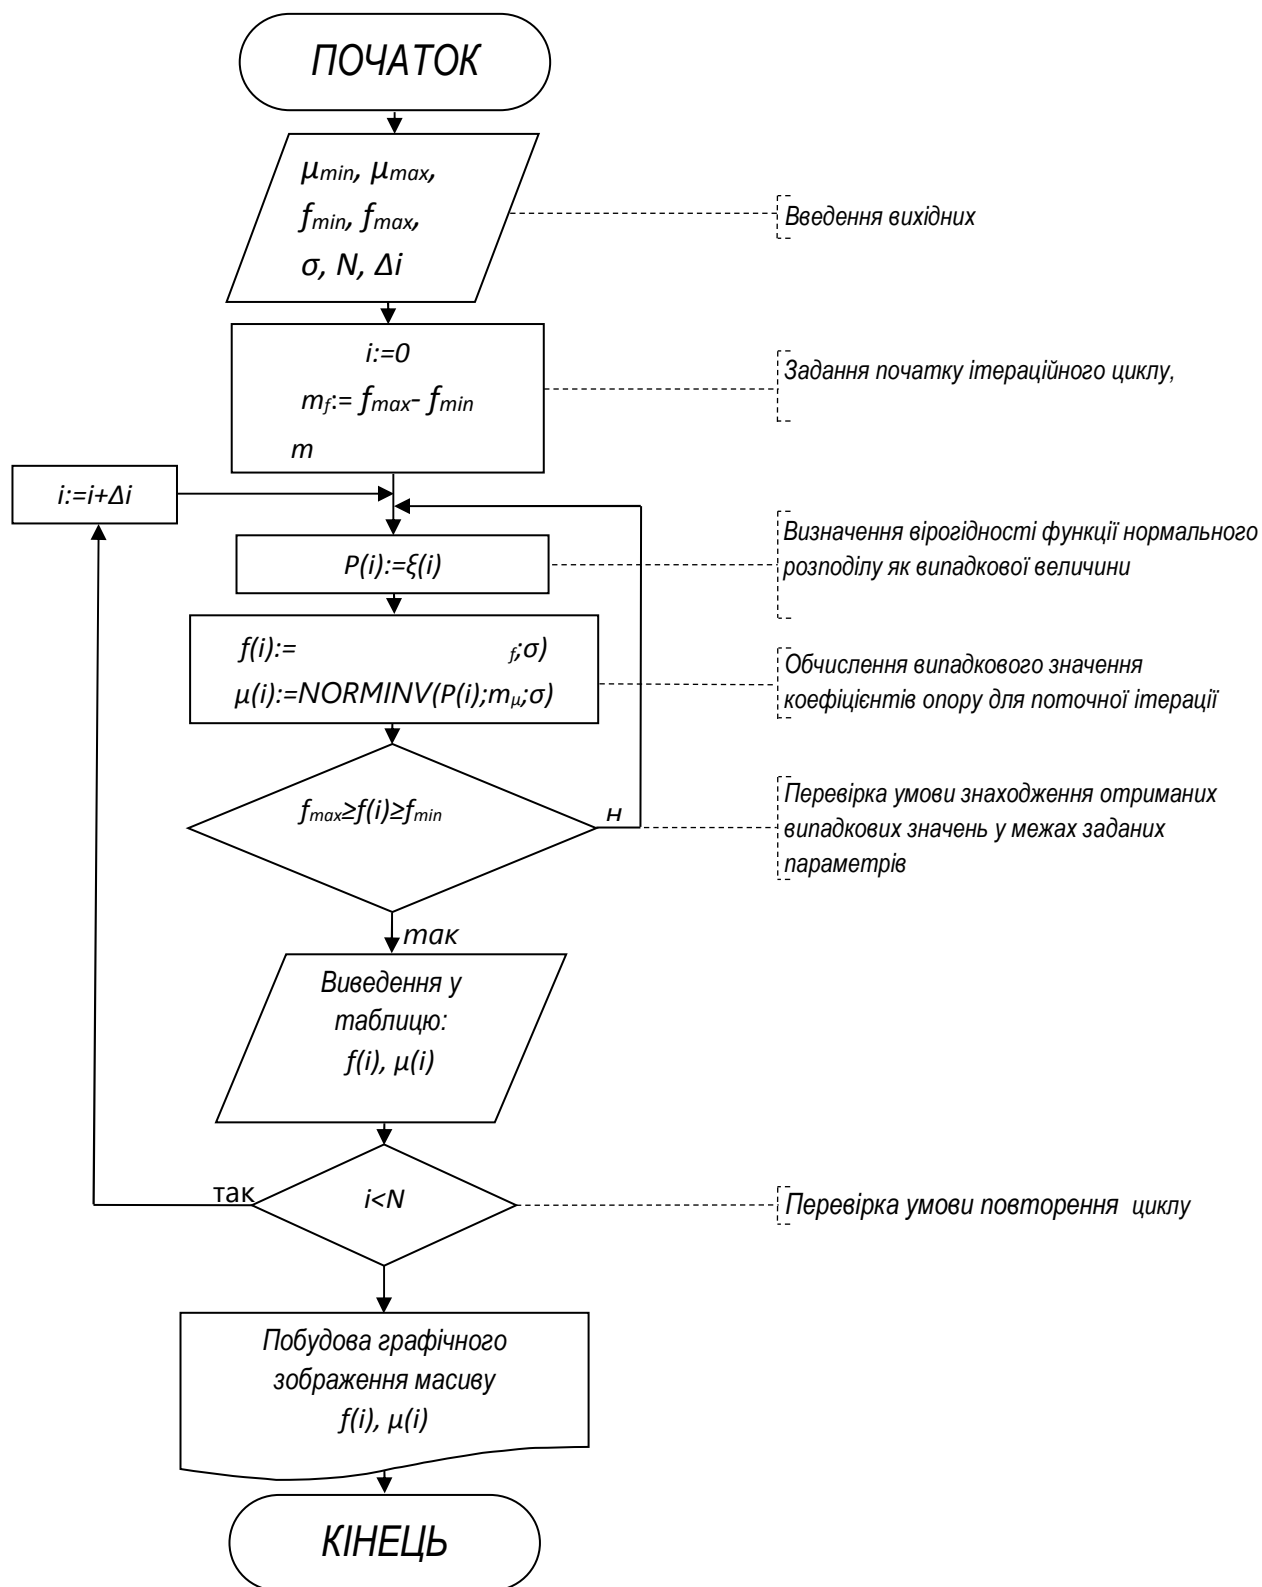 ПОЧАТОК
μmin, μmax,
fmin, fmax,
σ, N, Δi
Введення вихідних
i:=0
mf:= fmax- fmin
m
Задання початку ітераційного циклу,
i:=i+Δi
P(i):=ξ(i)
Визначення вірогідності функції нормального
розподілу як випадкової величини
f(i):= f;σ)
μ(i):=NORMINV(P(i);mμ;σ)
Обчислення випадкового значення
коефіцієнтів опору для поточної ітерації
fmax≥f(i)≥fmin
н
Перевірка умови знаходження отриманих
випадкових значень у межах заданих
параметрів
так
Виведення у
таблицю:
f(i), μ(i)
так
i<N
Перевірка умови повторення циклу
Побудова графічного
зображення масиву
f(i), μ(i)
КІНЕЦЬ